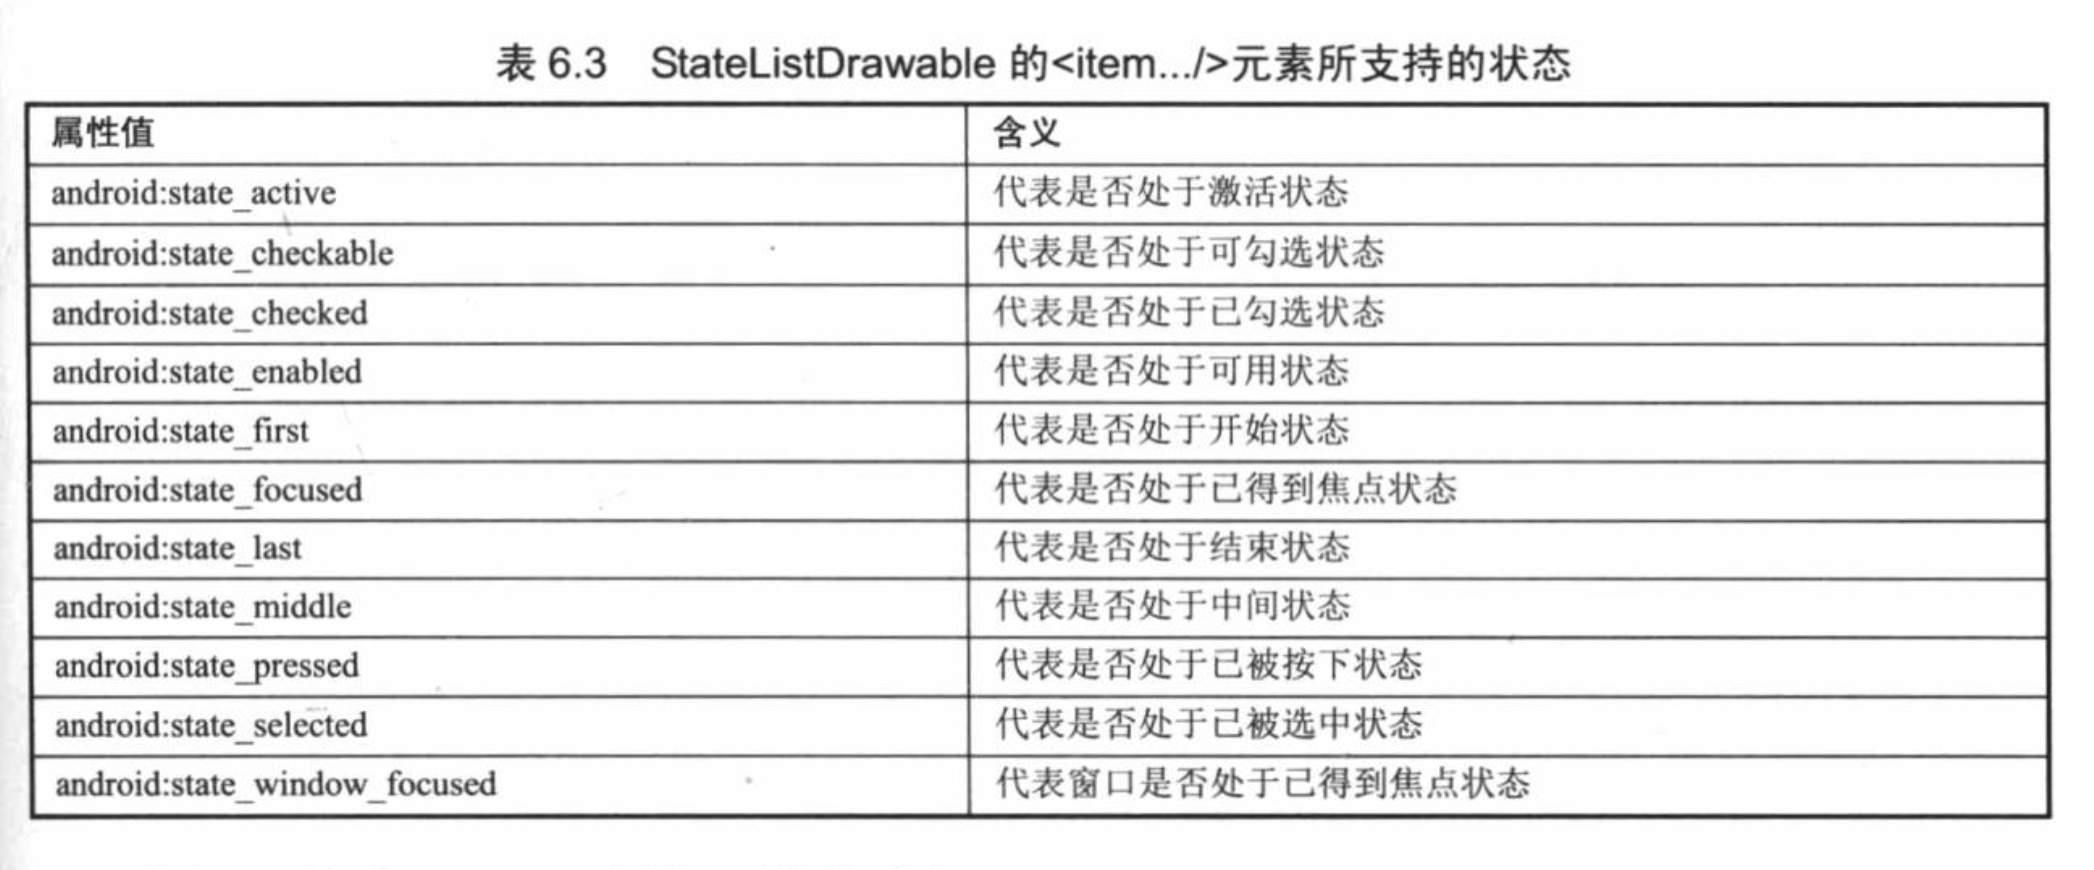 表 6.3 StateListDrawable 的<item.../>元素所支持的状态
属性值 含义
android:state_active 代表是否处于激活状态
android:state_checkable 代表是否处于可勾选状态
android:state_checked 代表是否处于已勾选状态
android:state_enabled 代表是否处于可用状态
android:state_first 代表是否处于开始状态
android:state_focused 代表是否处于已得到焦点状态
android:state_last 代表是否处于结束状态
android:state_middle 代表是否处于中间状态
android:state_pressed 代表是否处于已被按下状态
android:state_selected 代表是否处于已被选中状态
android:state_window_focused 代表窗口是否处于已得到焦点状态